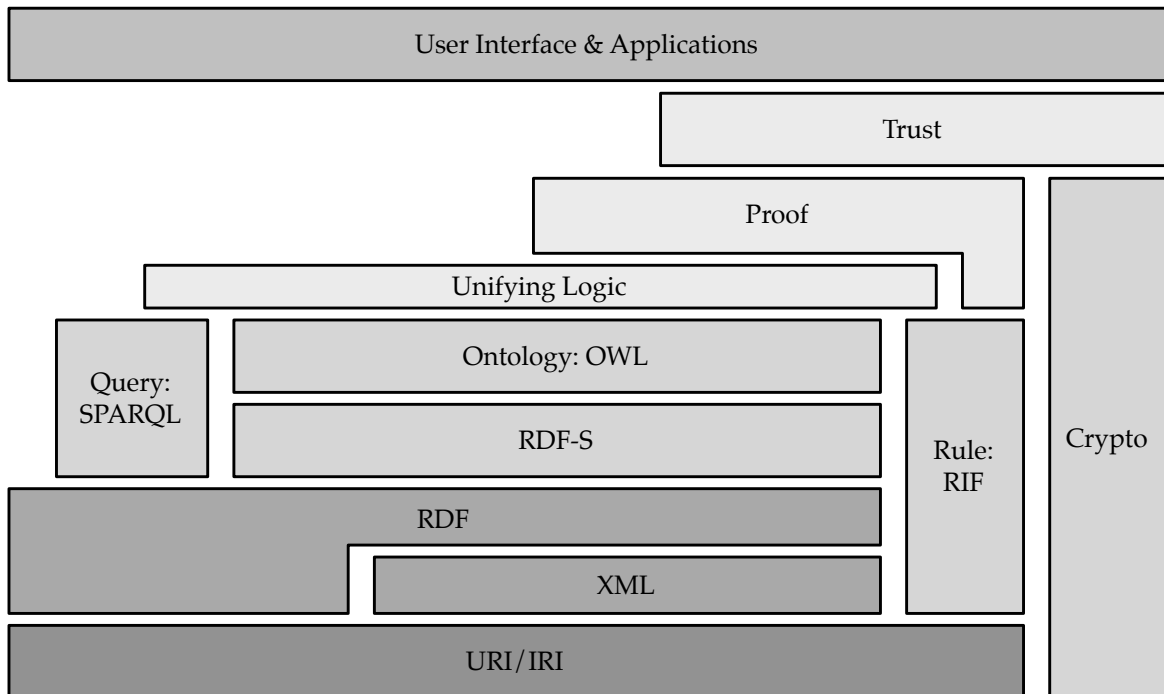 User Interface & Applications
Trust
Proof
Unifying Logic
Ontology: OWL
Query:
SPARQL
RDF-S
Rule:
RIF
Crypto
RDF
XML
URI/IRI